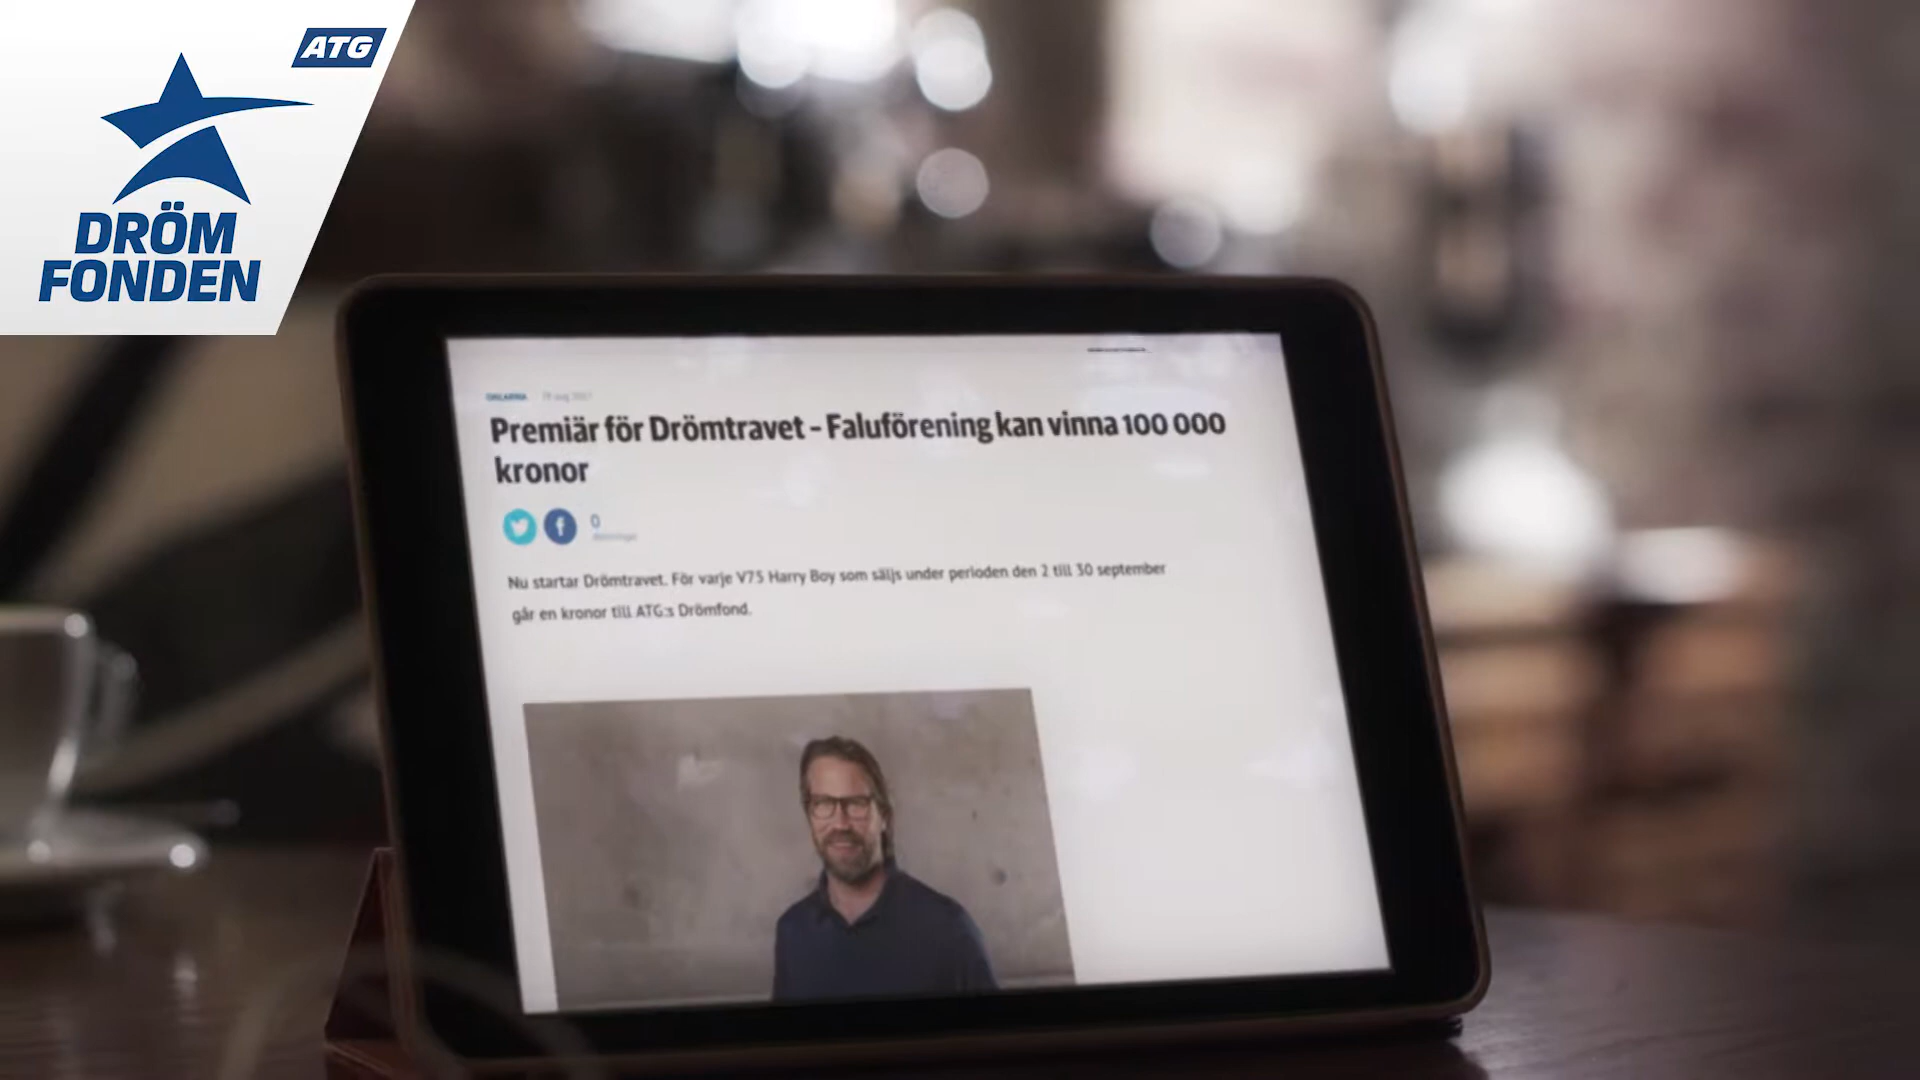 ATG
DRÖM
FONDEN
Premiär för Drömtravet - Faluförening kan vinna 100 000
kronor
0
Nu startar Drömtravet. För varje V75 Harry Boy som säljs under perioden den 2 till 30 september
går en kronor till ATG:s Drömfond.